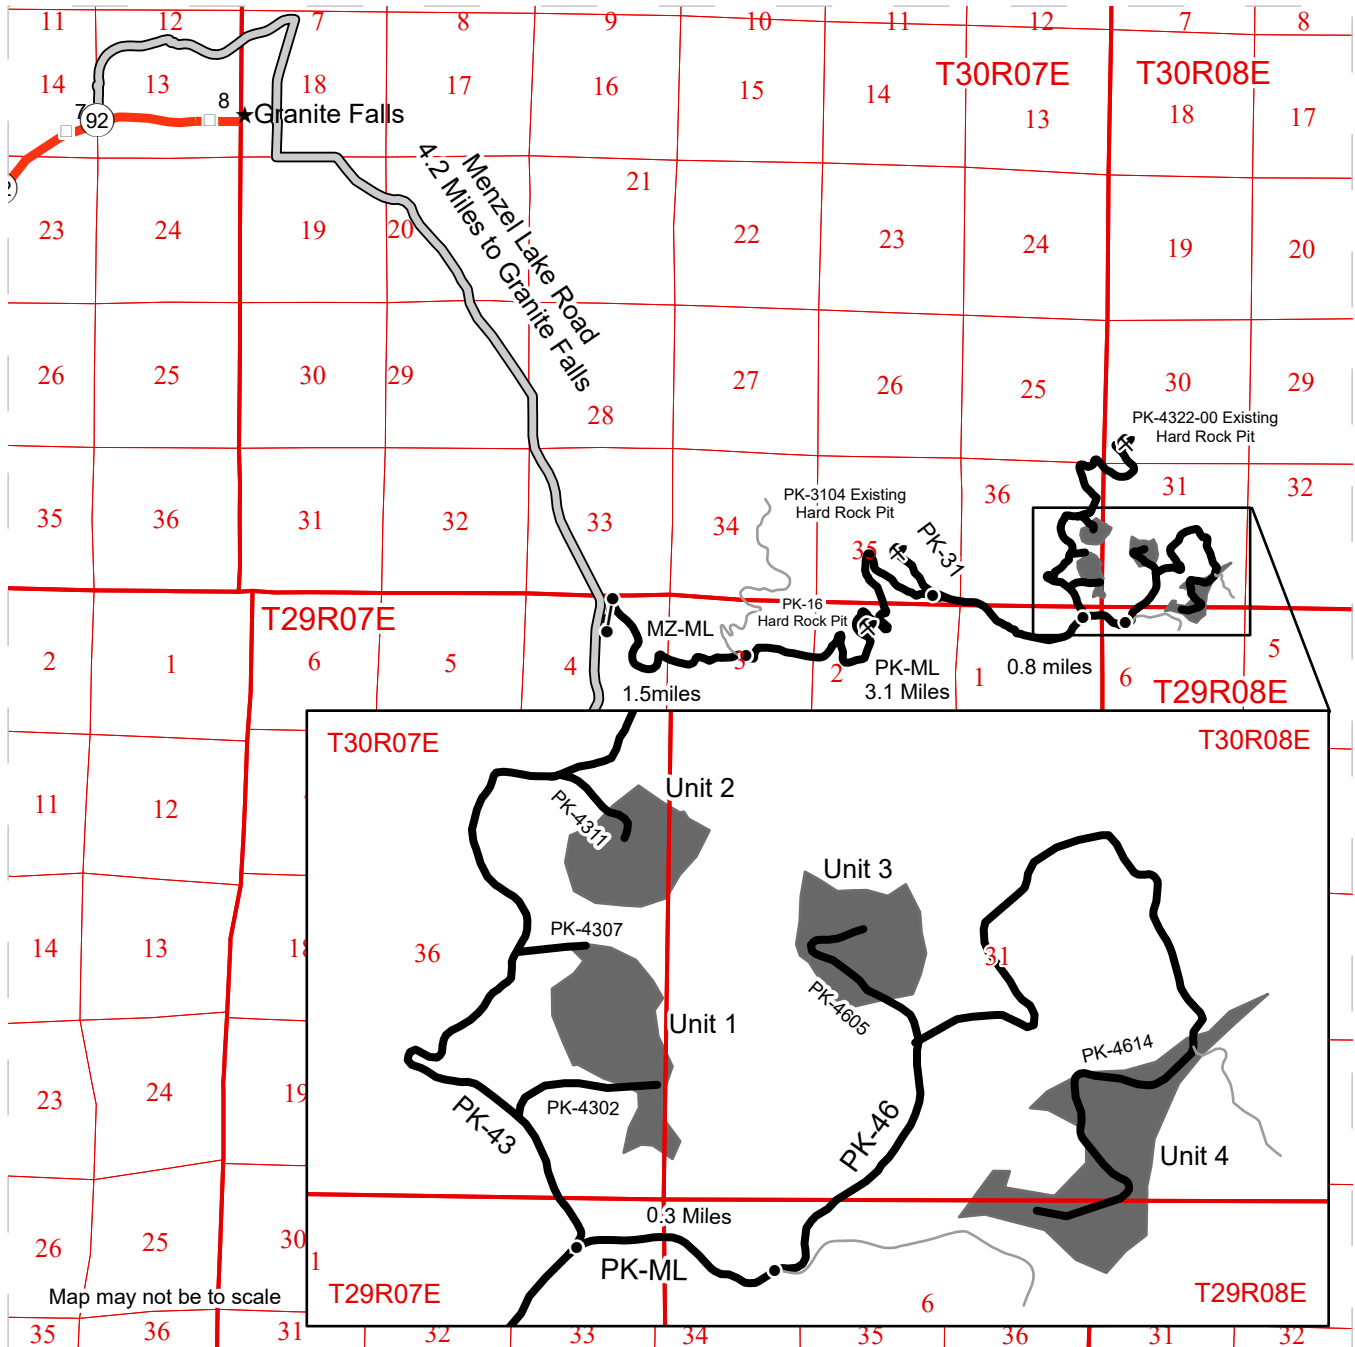 11 12 7 8 9 10 11 12 7 8
14 13 18 17 16 15 14 13 18 17
T30R07E T30R08E
7 92 8 Granite Falls
2
Menzel Lake Road
4.2 Miles to Granite Falls
23 24 19 20 21 22 23 24 19 20
26 25 30 29 28 27 26 25 30 29
PK-4322-00 Existing
Hard Rock Pit
35 36 31 32 33 34 35 36 31 32
PK-3104 Existing
Hard Rock Pit
PK-31
PK-16
Hard Rock Pit
T29R07E
MZ-ML
2 1 6 5 4 3 2 1 6 5
1.5miles
PK-ML
3.1 Miles
0.8 miles
T29R08E
T30R07E T30R08E
Unit 2
PK-4311
Unit 3
11 12
PK-4307
36 31
14 13 18
PK-4605
Unit 1
PK-4614
23 24 19
PK-4302
PK-43
PK-46
Unit 4
0.3 Miles
26 25 30 1
PK-ML
T29R07E T29R08E
6
Map may not be to scale
35 36 31 32 33 34 35 36 31 32